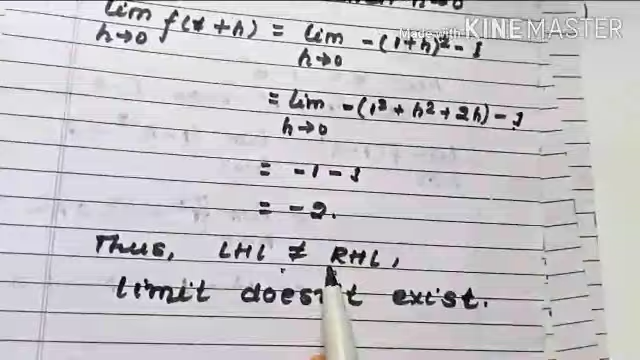 Made with KINEMASTER
lim f(1+h) = lim -(1+h)² - 1
h→0 h→0
= lim -(1² + h² + 2h) - 1
h→0
= -1 - 1
= -2.
Thus, LHL ≠ RHL,
limit doesn't exist.